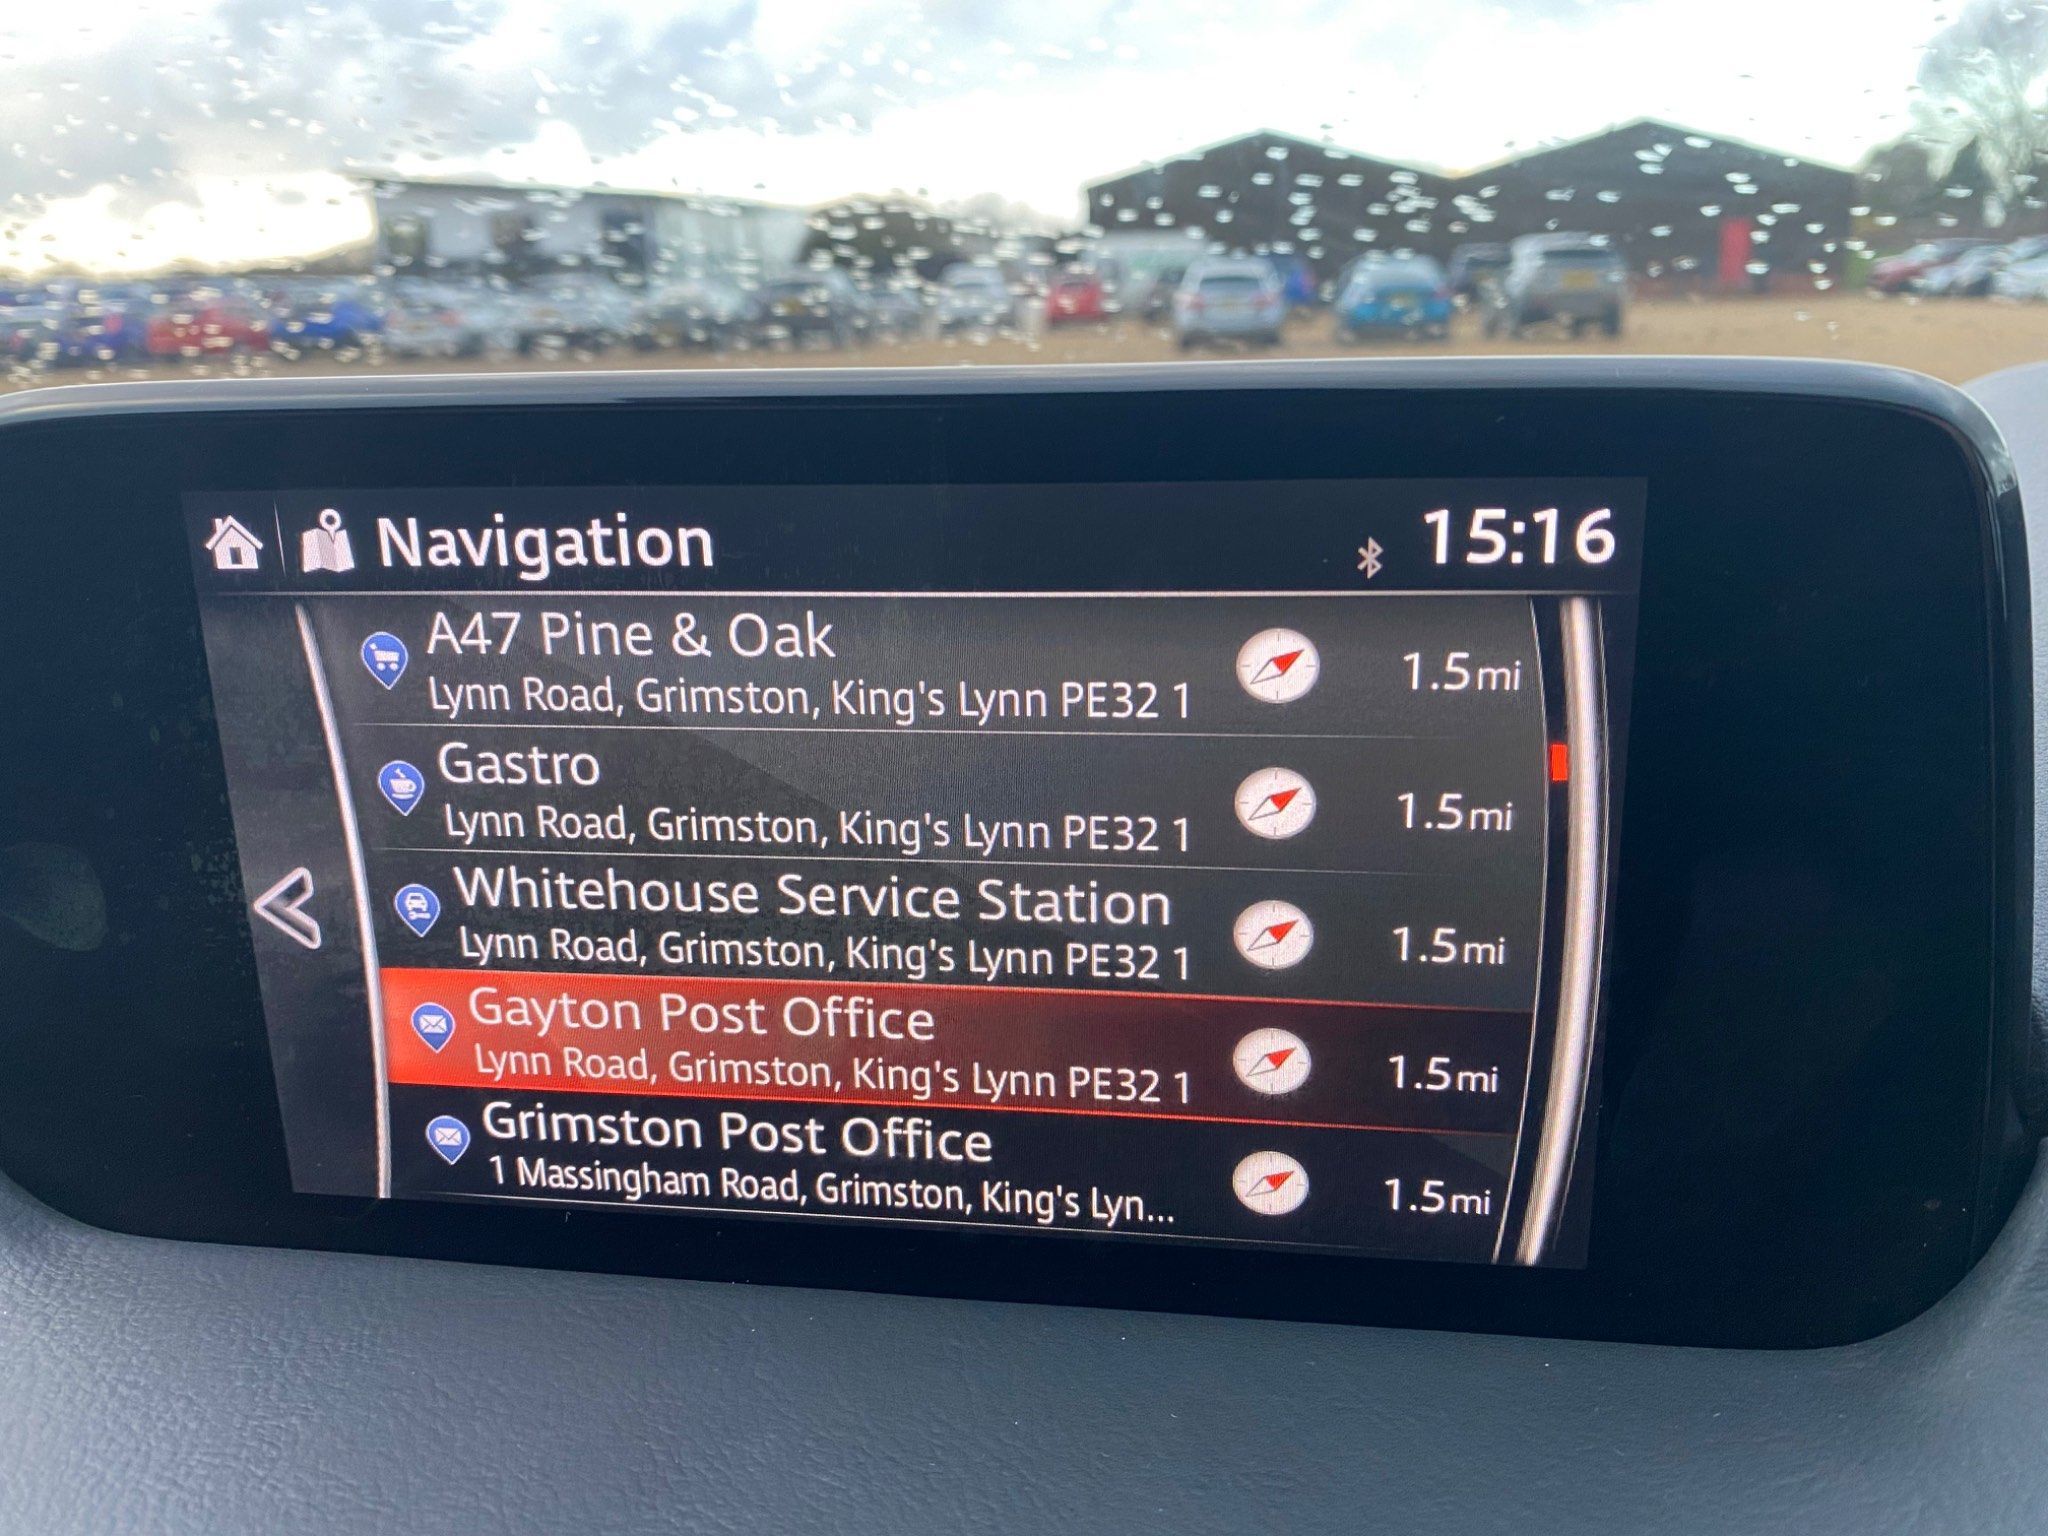 Navigation
15:16
A47 Pine & Oak
Lynn Road, Grimston, King's Lynn PE32 1
1.5mi
Gastro
Lynn Road, Grimston, King's Lynn PE32 1
1.5mi
Whitehouse Service Station
Lynn Road, Grimston, King's Lynn PE32 1
1.5mi
Gayton Post Office
Lynn Road, Grimston, King's Lynn PE32 1
1.5mi
Grimston Post Office
1 Massingham Road, Grimston, King's Lyn...
1.5mi